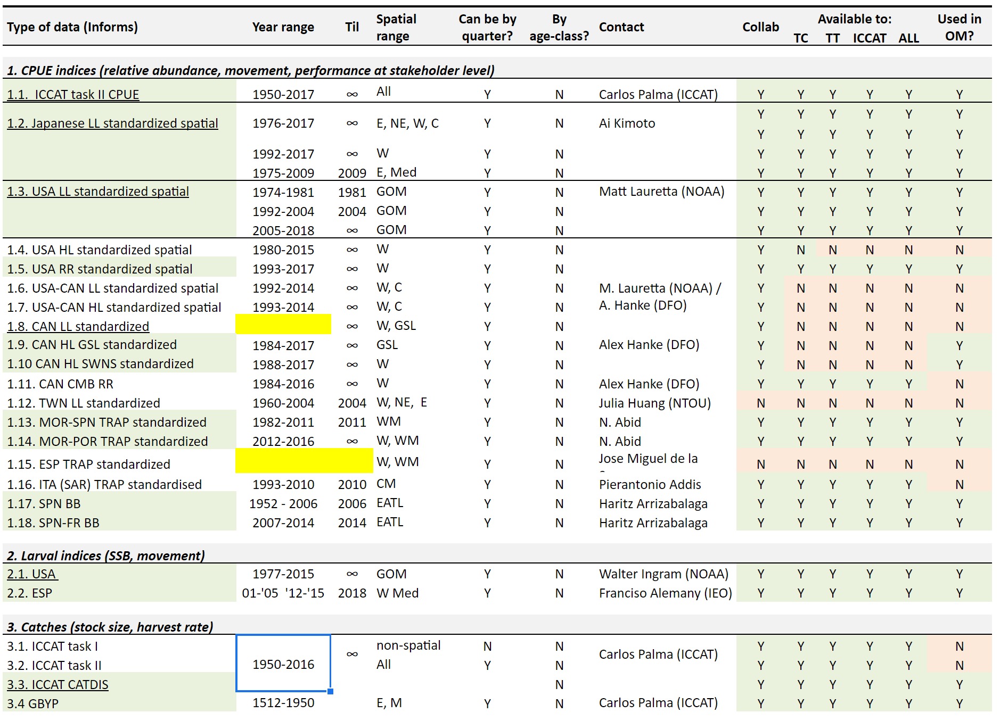 Type of data (Informs) Year range Til Spatial range Can be by quarter? By age-class? Contact Collab Available to: TC TT ICCAT ALL Used in OM?
1. CPUE indices (relative abundance, movement, performance at stakeholder level)
1.1. ICCAT task II CPUE 1950-2017 ∞ All Y N Carlos Palma (ICCAT) Y Y Y Y Y Y
Y Y Y Y Y Y
1.2. Japanese LL standardized spatial 1976-2017 ∞ E, NE, W, C Y N Ai Kimoto
Y Y Y Y Y Y
1992-2017 ∞ W Y N Y Y Y Y Y Y
1975-2009 2009 E, Med Y N Y Y Y Y Y Y
1.3. USA LL standardized spatial 1974-1981 1981 GOM Y N Matt Lauretta (NOAA) Y Y Y Y Y Y
1992-2004 2004 GOM Y N Y Y Y Y Y Y
2005-2018 ∞ GOM Y N Y Y Y Y Y Y
1.4. USA HL standardized spatial 1980-2015 ∞ W Y N Y N N N N N
1.5. USA RR standardized spatial 1993-2017 ∞ W Y N Y Y Y Y Y Y
1.6. USA-CAN LL standardized spatial 1992-2014 ∞ W, C Y N M. Lauretta (NOAA) / Y N N N N N
1.7. USA-CAN HL standardized spatial 1993-2014 ∞ W, C Y N A. Hanke (DFO) Y N N N N N
1.8. CAN LL standardized ∞ W, GSL Y N Y N N N N N
1.9. CAN HL GSL standardized 1984-2017 ∞ GSL Y N Alex Hanke (DFO) Y N N N N Y
1.10 CAN HL SWNS standardized 1988-2017 ∞ W Y N Y N N N N Y
1.11. CAN CMB RR 1984-2016 ∞ W Y N Alex Hanke (DFO) Y Y Y Y Y N
1.12. TWN LL standardized 1960-2004 2004 W, NE, E Y N Julia Huang (NTOU) N N N N N N
1.13. MOR-SPN TRAP standardized 1982-2011 2011 WM Y N N. Abid Y Y Y Y Y Y
1.14. MOR-POR TRAP standardized 2012-2016 ∞ W, WM Y N N. Abid Y Y Y Y Y Y
1.15. ESP TRAP standardized W, WM Y N Jose Miguel de la N N N N N N
1.16. ITA (SAR) TRAP standardised 1993-2010 2010 CM Y N Pierantonio Addis Y Y Y Y Y N
1.17. SPN BB 1952 - 2006 2006 EATL Y N Haritz Arrizabalaga Y Y Y Y Y Y
1.18. SPN-FR BB 2007-2014 2014 EATL Y N Haritz Arrizabalaga Y Y Y Y Y Y
2. Larval indices (SSB, movement)
2.1. USA 1977-2015 ∞ GOM Y N Walter Ingram (NOAA) Y Y Y Y Y Y
2.2. ESP 01-'05 '12-'15 2018 W Med Y N Franciso Alemany (IEO) Y Y Y Y Y Y
3. Catches (stock size, harvest rate)
3.1. ICCAT task I ∞ non-spatial N N Carlos Palma (ICCAT) Y Y Y Y Y N
3.2. ICCAT task II 1950-2016 All Y N Y Y Y Y Y N
3.3. ICCAT CATDIS N Y Y Y Y Y Y
3.4 GBYP 1512-1950 E, M Y N Carlos Palma (ICCAT) Y Y Y Y Y Y